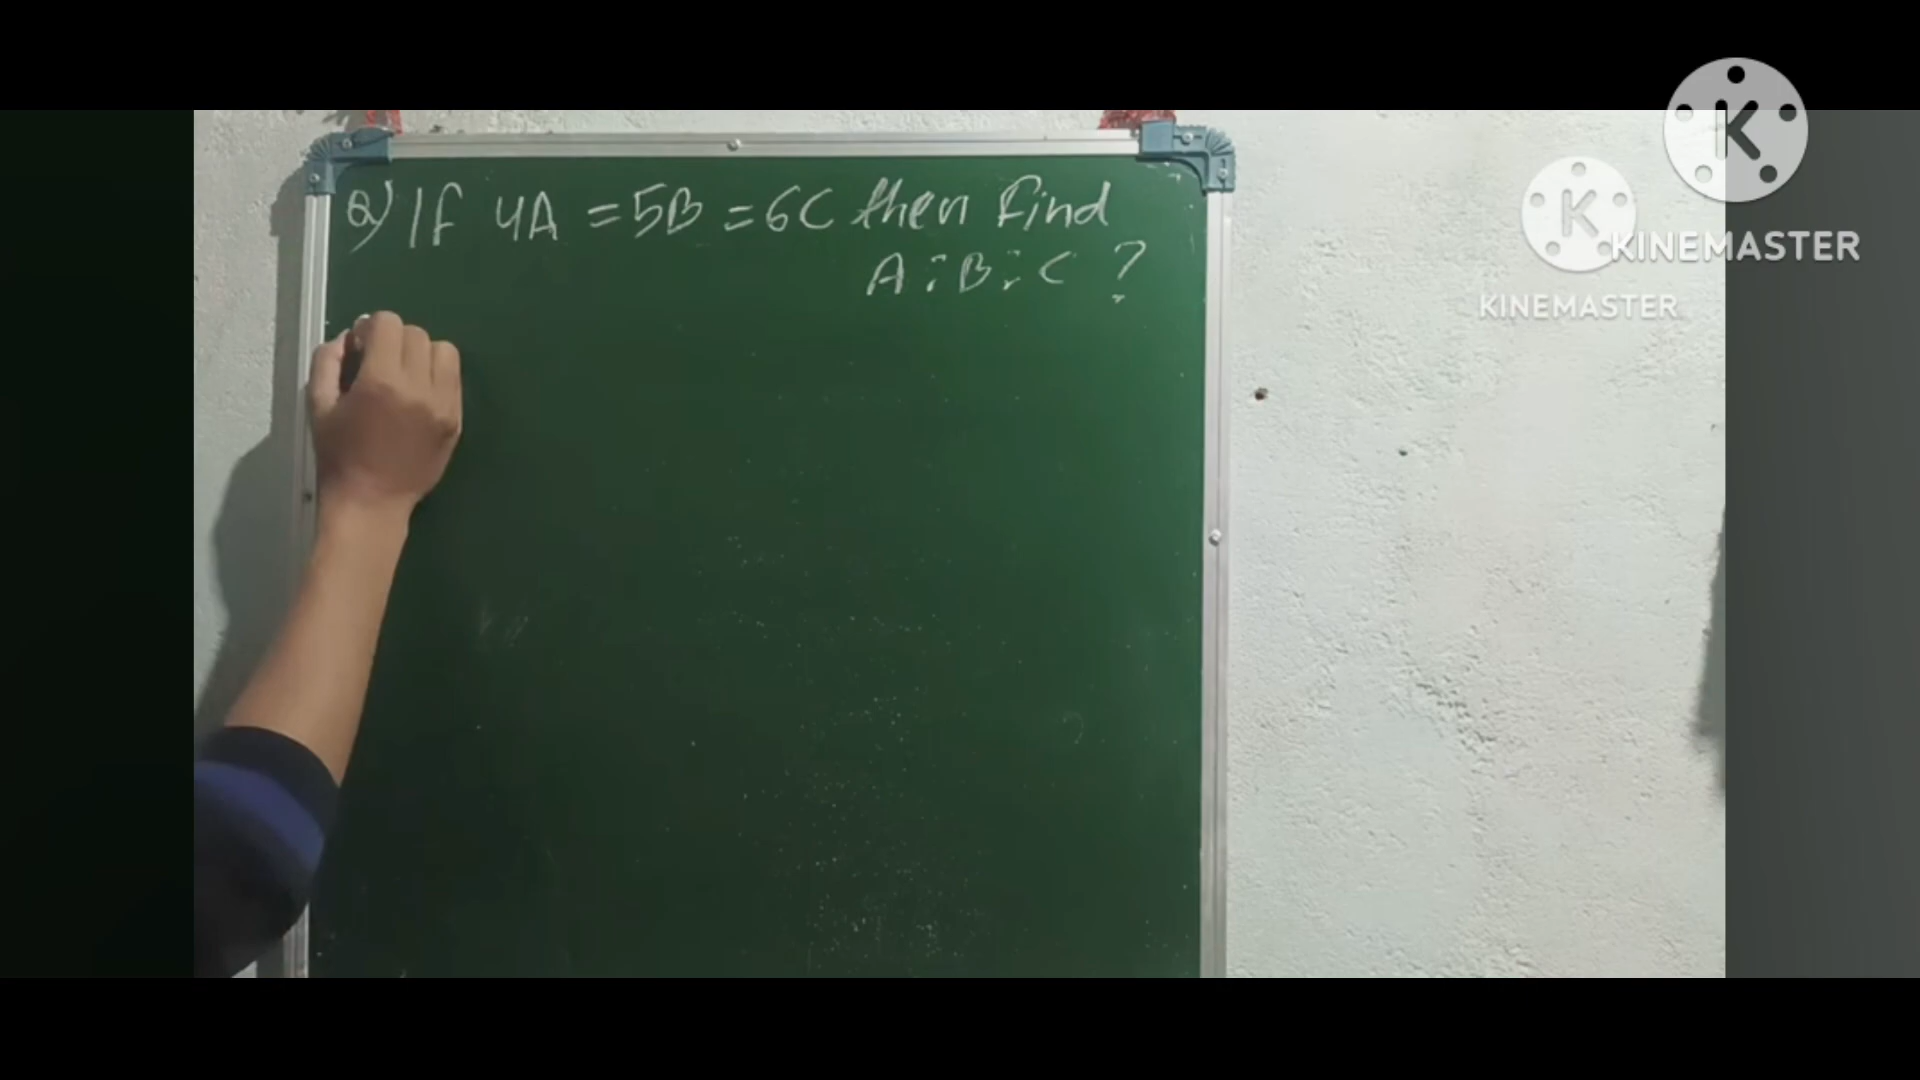 Q) If 4A = 5B = 6C then find
A : B : C ?
KINEMASTER
KINEMASTER